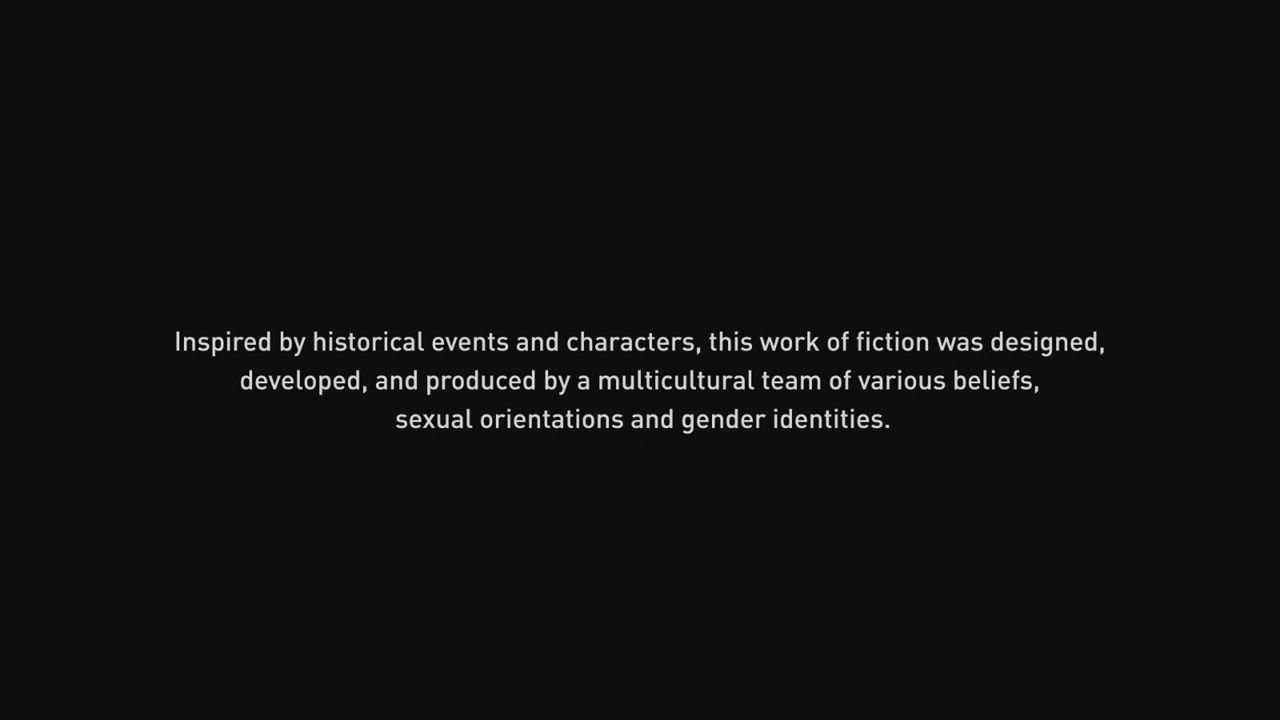 Inspired by historical events and characters, this work of fiction was designed,
developed, and produced by a multicultural team of various beliefs,
sexual orientations and gender identities.